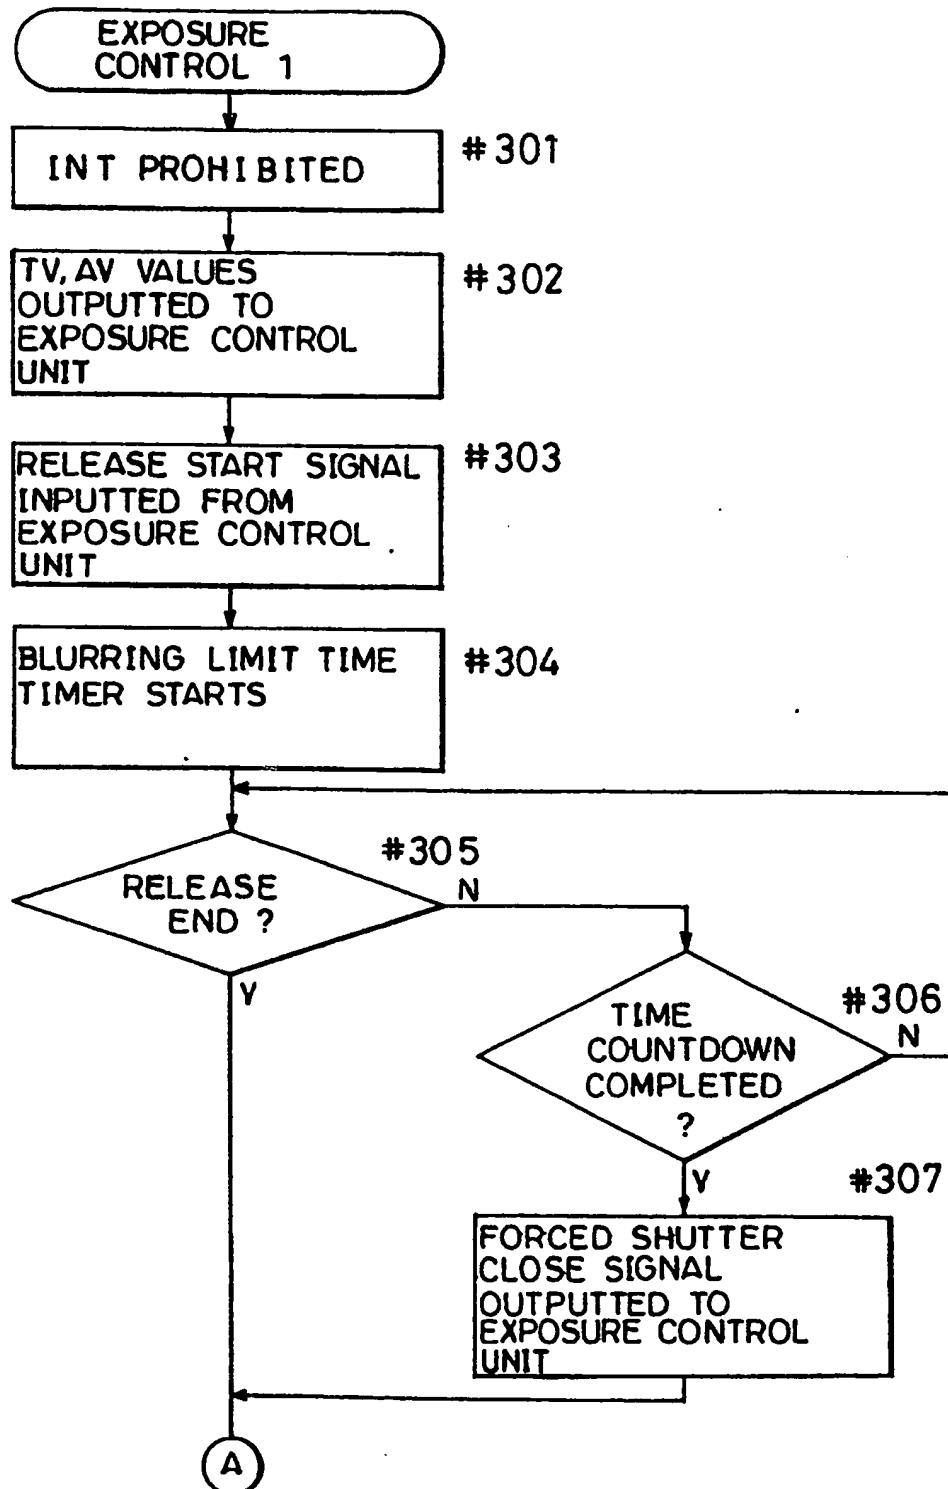 EXPOSURE
CONTROL 1
INT PROHIBITED
#301
TV, AV VALUES
OUTPUTTED TO
EXPOSURE CONTROL
UNIT
#302
RELEASE START SIGNAL
INPUTTED FROM
EXPOSURE CONTROL
UNIT
#303
BLURRING LIMIT TIME
TIMER STARTS
#304
#305
RELEASE
END ?
N
Y
#306
TIME
COUNTDOWN
COMPLETED
?
N
Y
#307
FORCED SHUTTER
CLOSE SIGNAL
OUTPUTTED TO
EXPOSURE CONTROL
UNIT
A